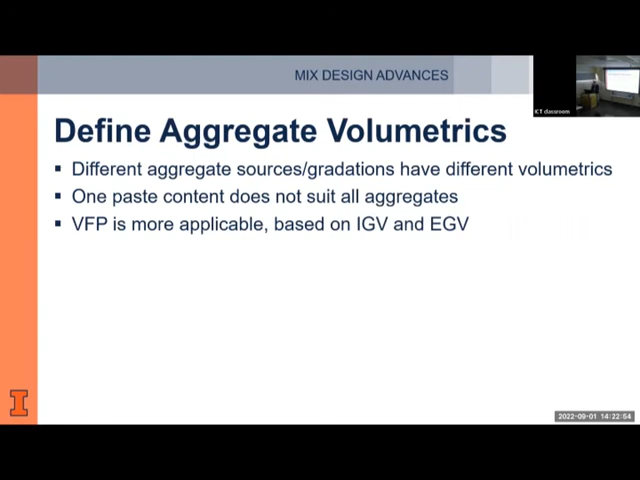 MIX DESIGN ADVANCES
ICT classroom
Define Aggregate Volumetrics
▪ Different aggregate sources/gradations have different volumetrics
▪ One paste content does not suit all aggregates
▪ VFP is more applicable, based on IGV and EGV
I
2022-09-01 14:22:54